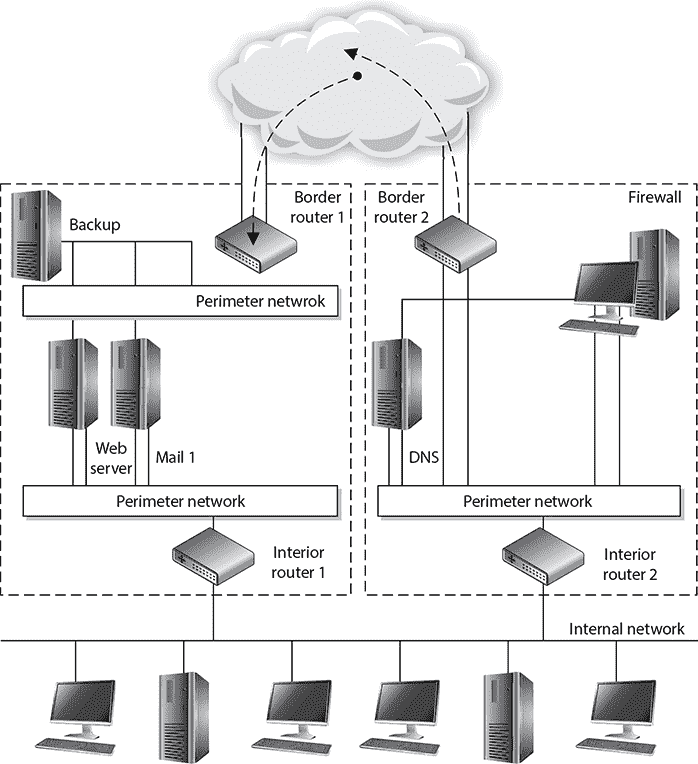 Border
router 1
Border
router 2
Firewall
Backup
Perimeter netwrok
Web
server
Mail 1
DNS
Perimeter network
Perimeter network
Interior
router 1
Interior
router 2
Internal network